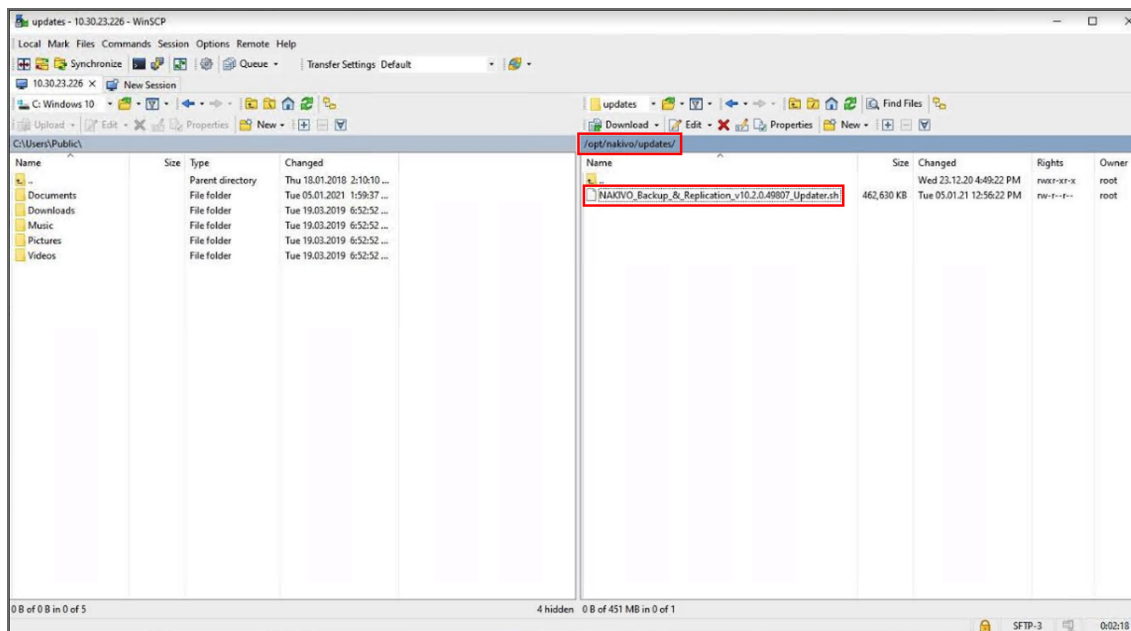 updates - 10.30.23.226 - WinSCP
Local Mark Files Commands Session Options Remote Help
Synchronize Queue Transfer Settings Default
10.30.23.226 × New Session
C: Windows 10
updates Find Files
Upload Edit Properties New
Download Edit Properties New
C:\Users\Public\
/opt/nakivo/updates/
Name Size Type Changed
Name Size Changed Rights Owner
.. Parent directory Thu 18.01.2018 2:10:10 ...
Documents File folder Tue 05.01.2021 1:59:37 ...
Downloads File folder Tue 19.03.2019 6:52:52 ...
Music File folder Tue 19.03.2019 6:52:52 ...
Pictures File folder Tue 19.03.2019 6:52:52 ...
Videos File folder Tue 19.03.2019 6:52:52 ...
.. Wed 23.12.20 4:49:22 PM rwxr-xr-x root
NAKIVO_Backup_&_Replication_v10.2.0.49807_Updater.sh 462,630 KB Tue 05.01.21 12:56:22 PM rw-r--r-- root
0 B of 0 B in 0 of 5 4 hidden
0 B of 451 MB in 0 of 1
SFTP-3 0:02:18